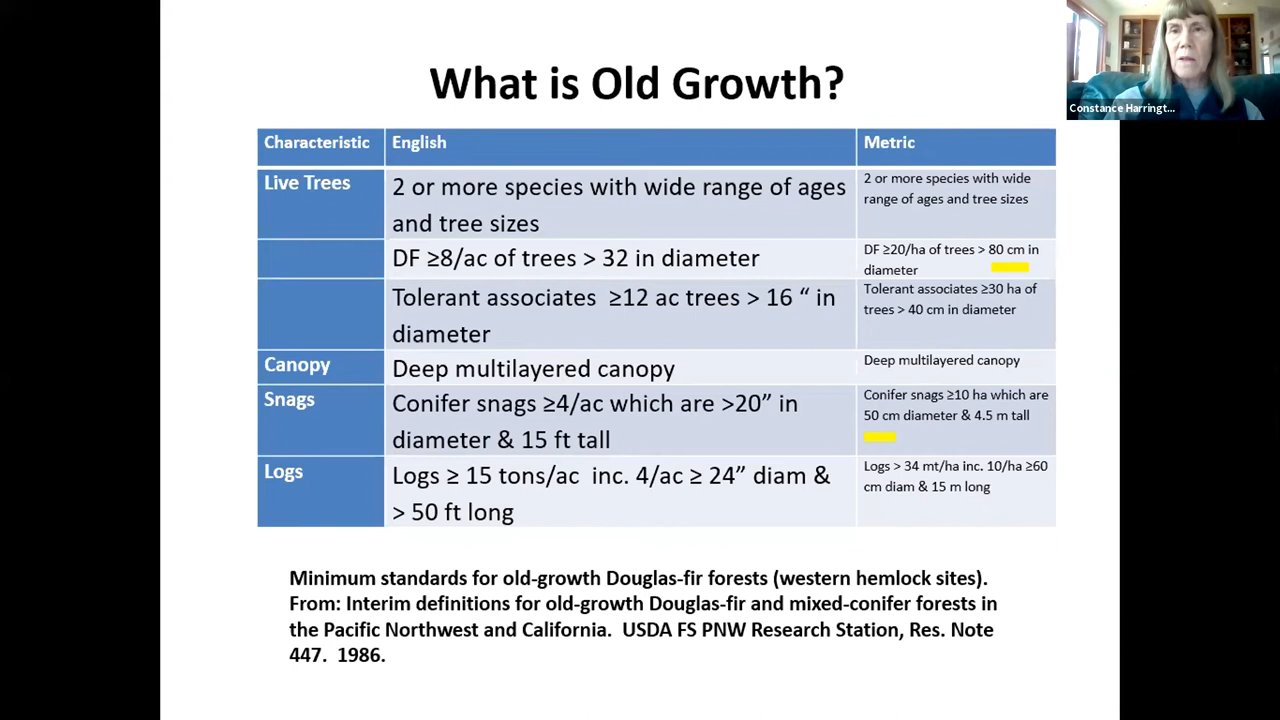 What is Old Growth?
Constance Harringt...
Characteristic English Metric
Live Trees 2 or more species with wide range of ages 2 or more species with wide
and tree sizes range of ages and tree sizes
DF ≥8/ac of trees > 32 in diameter DF ≥20/ha of trees > 80 cm in
diameter
Tolerant associates ≥12 ac trees > 16 “ in Tolerant associates ≥30 ha of
diameter trees > 40 cm in diameter
Canopy Deep multilayered canopy Deep multilayered canopy
Snags Conifer snags ≥4/ac which are >20” in Conifer snags ≥10 ha which are
diameter & 15 ft tall 50 cm diameter & 4.5 m tall
Logs Logs ≥ 15 tons/ac inc. 4/ac ≥ 24” diam & Logs > 34 mt/ha inc. 10/ha ≥60
> 50 ft long cm diam & 15 m long
Minimum standards for old-growth Douglas-fir forests (western hemlock sites).
From: Interim definitions for old-growth Douglas-fir and mixed-conifer forests in
the Pacific Northwest and California. USDA FS PNW Research Station, Res. Note
447. 1986.